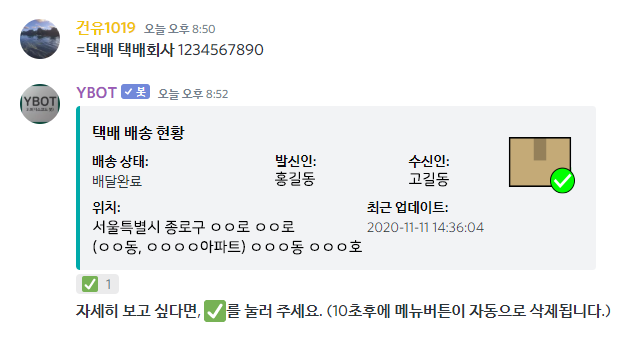 건유1019 오늘 오후 8:50
=택배 택배회사 1234567890
YBOT
YBOT ✓ 봇 오늘 오후 8:52
택배 배송 현황
배송 상태: 발신인: 수신인:
배달완료 홍길동 고길동
위치: 최근 업데이트:
서울특별시 종로구 ㅇㅇ로 ㅇㅇ로 2020-11-11 14:36:04
(ㅇㅇ동, ㅇㅇㅇㅇ아파트) ㅇㅇㅇ동 ㅇㅇㅇ호
✅ 1
자세히 보고 싶다면, ✅를 눌러 주세요. (10초후에 메뉴버튼이 자동으로 삭제됩니다.)